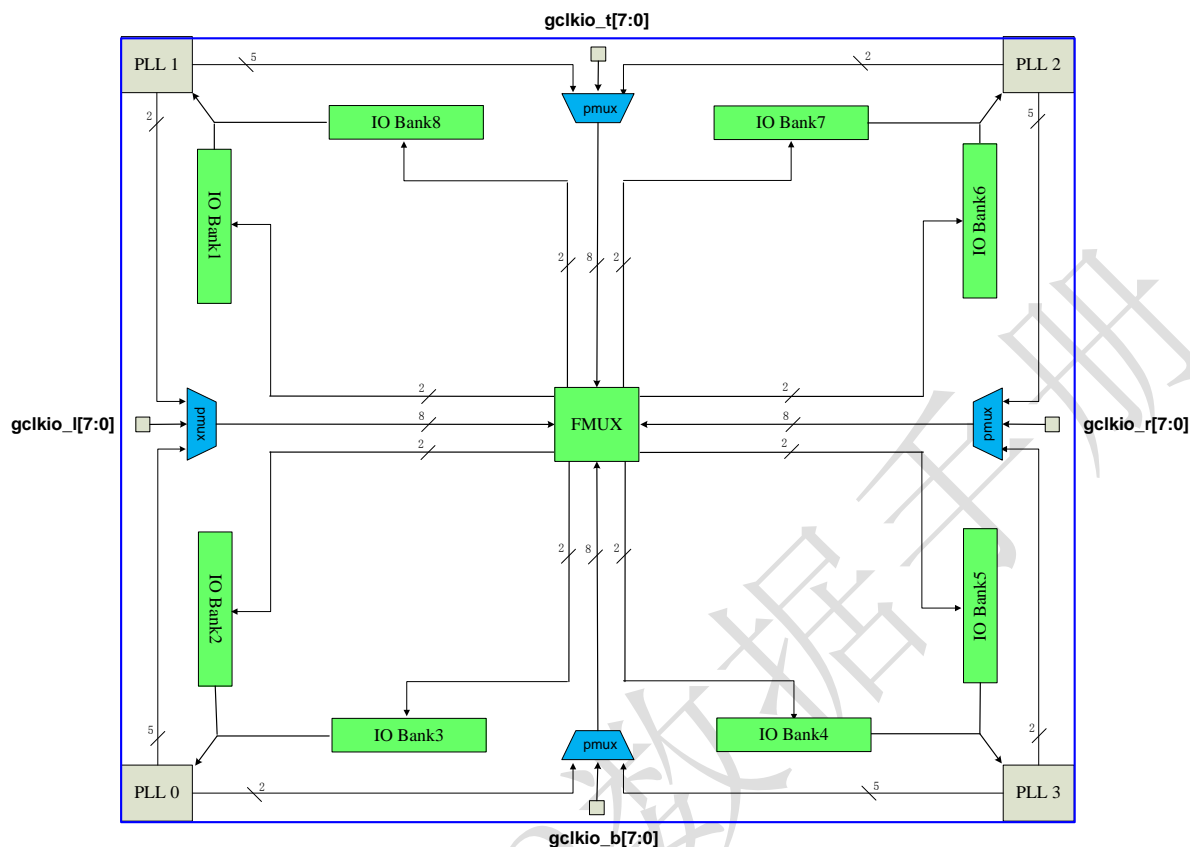 gclkio_t[7:0]
PLL 1
5
2
PLL 2
pmux
2
5
IO Bank8
IO Bank7
IO Bank1
IO Bank6
2
8
2
2
2
gclkio_l[7:0]
pmux
8
FMUX
8
pmux
gclkio_r[7:0]
2
2
IO Bank2
2
8
2
IO Bank5
IO Bank3
pmux
IO Bank4
5
2
PLL 0
2
5
PLL 3
gclkio_b[7:0]
数据手册